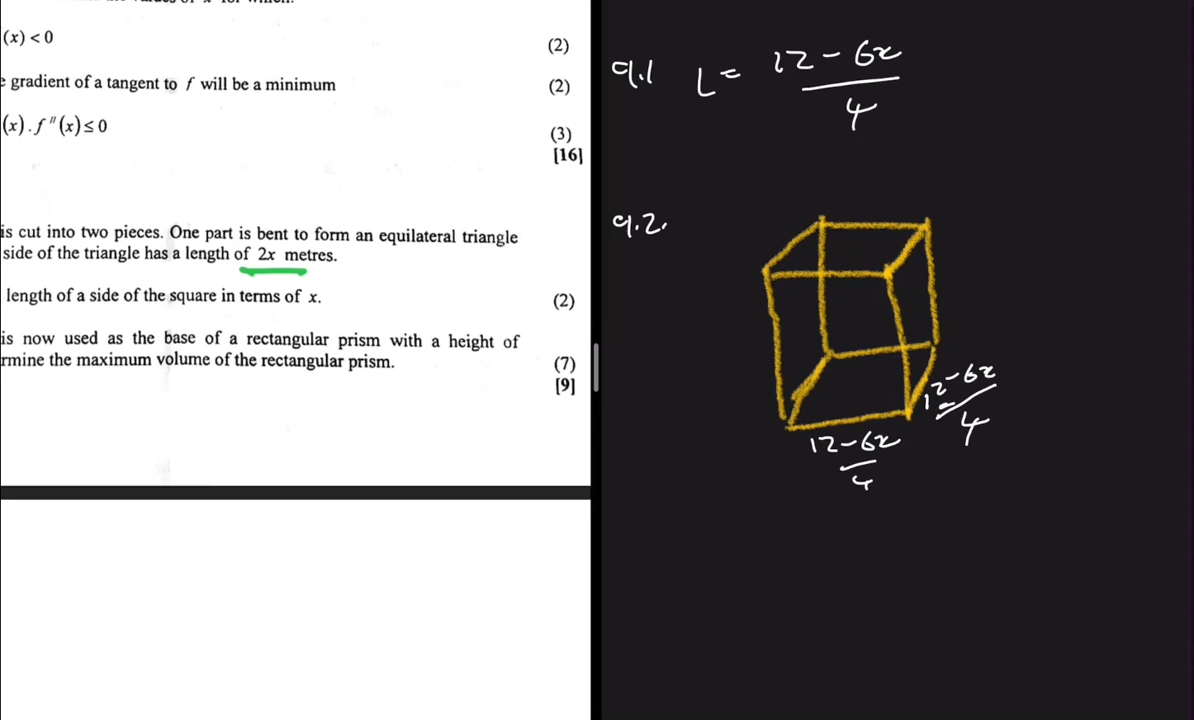 (x) < 0
(2)
e gradient of a tangent to f will be a minimum
(2)
(x) . f "(x) ≤ 0
(3)
[16]
is cut into two pieces. One part is bent to form an equilateral triangle
side of the triangle has a length of 2x metres.
length of a side of the square in terms of x.
(2)
is now used as the base of a rectangular prism with a height of
rmine the maximum volume of the rectangular prism.
(7)
[9]
9.1 L = 12 - 6x
4
9.2.
12 - 6x
4
12 - 6x
4